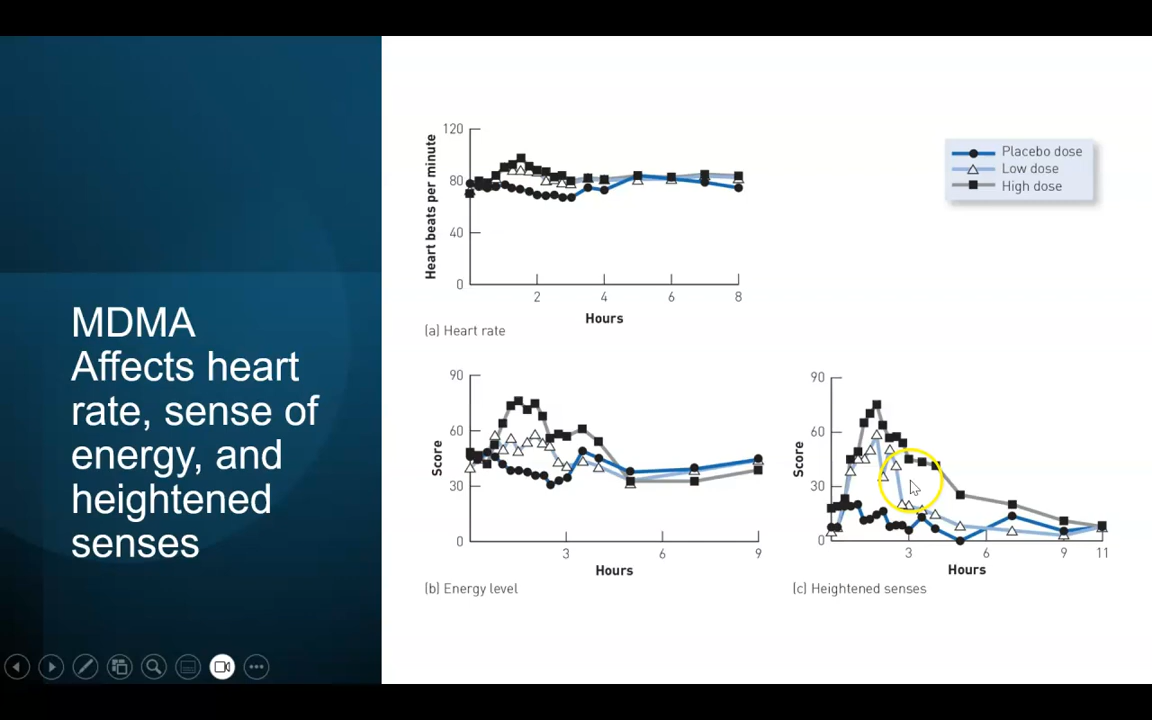 MDMA
Affects heart
rate, sense of
energy, and
heightened
senses
120
80
40
0
Heart beats per minute
2
4
6
8
Hours
(a) Heart rate
Placebo dose
Low dose
High dose
90
60
30
0
Score
3
6
9
Hours
(b) Energy level
90
60
30
0
Score
3
6
9
11
Hours
(c) Heightened senses